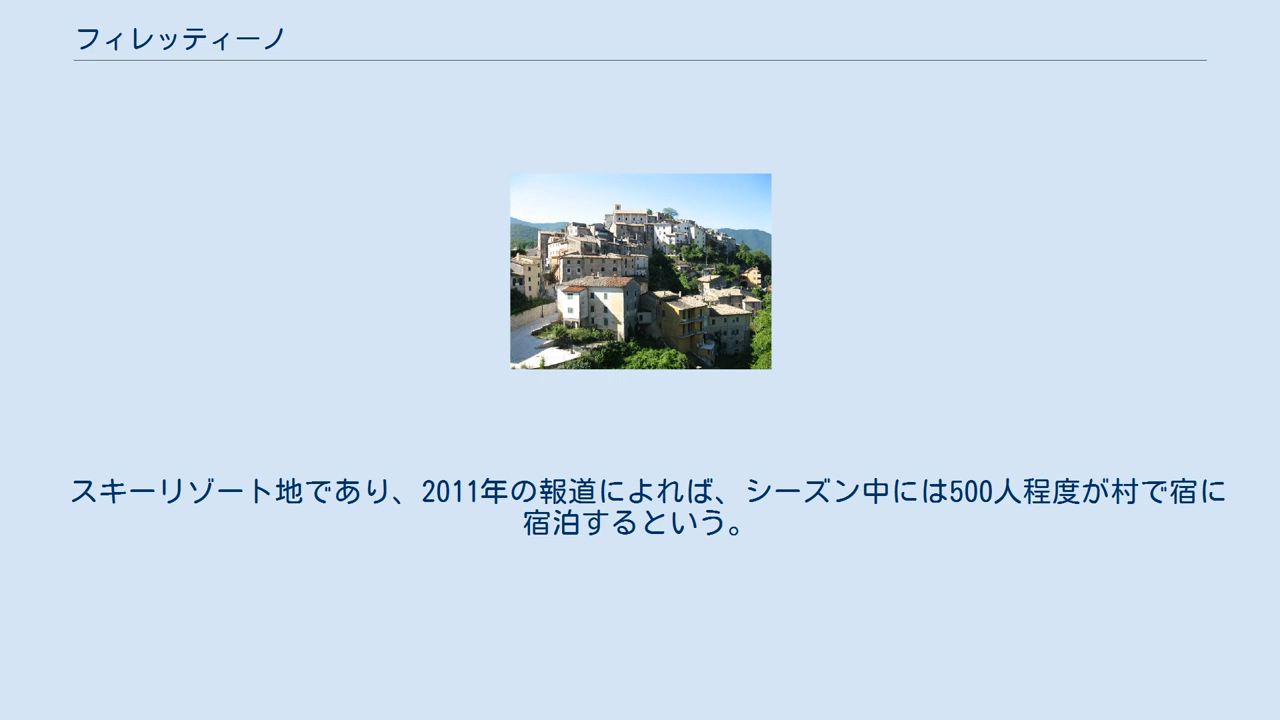 フィレッティーノ
スキーリゾート地であり、2011年の報道によれば、シーズン中には500人程度が村で宿に
宿泊するという。